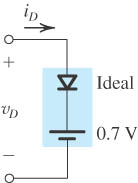 i_D
+
Ideal
v_D
0.7 V
−